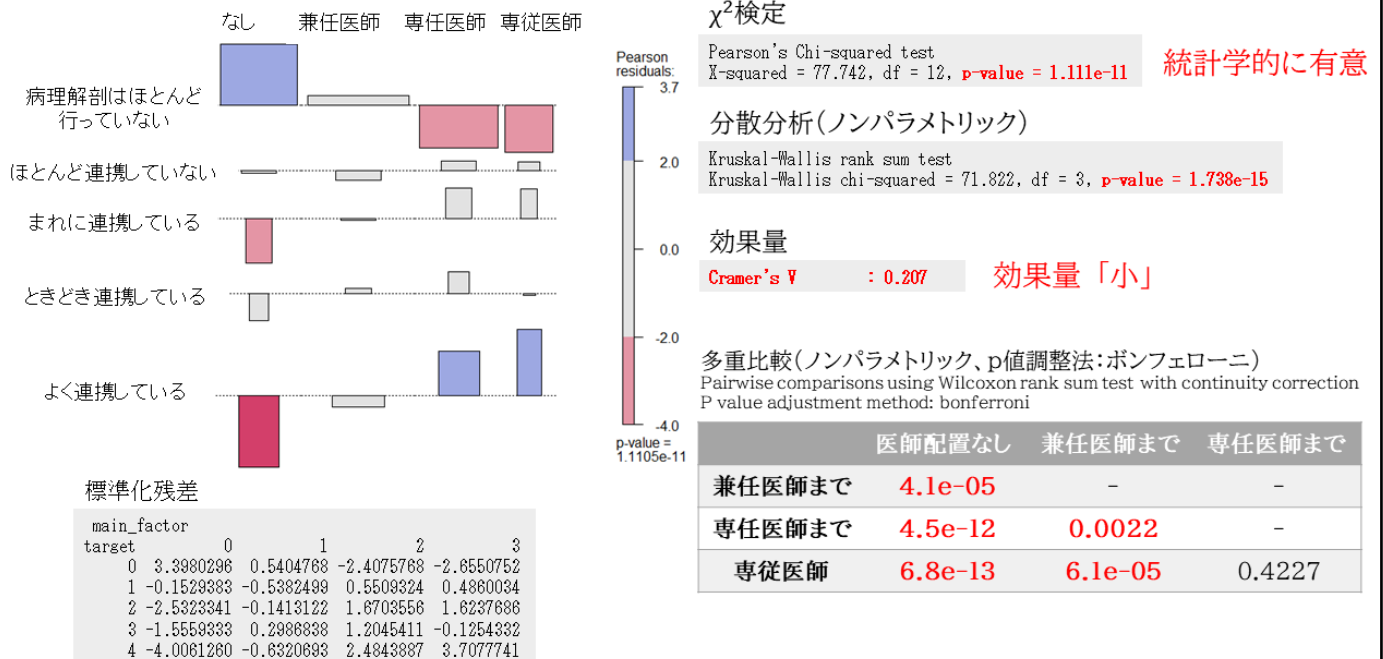 なし 兼任医師 専任医師 専従医師
病理解剖はほとんど
行っていない
ほとんど連携していない
まれに連携している
ときどき連携している
よく連携している
Pearson
residuals:
3.7
2.0
0.0
-2.0
-4.0
p-value =
1.1105e-11
標準化残差
main_factor
target 0 1 2 3
0 3.3980296 0.5404768 -2.4075768 -2.6550752
1 -0.1529383 -0.5382499 0.5509324 0.4860034
2 -2.5323341 -0.1413122 1.6703556 1.6237686
3 -1.5559333 0.2986838 1.2045411 -0.1254332
4 -4.0061260 -0.6320693 2.4843887 3.7077741
χ²検定
Pearson's Chi-squared test
X-squared = 77.742, df = 12, p-value = 1.111e-11
統計学的に有意
分散分析(ノンパラメトリック)
Kruskal-Wallis rank sum test
Kruskal-Wallis chi-squared = 71.822, df = 3, p-value = 1.738e-15
効果量
Cramer's V : 0.207
効果量「小」
多重比較(ノンパラメトリック、p値調整法:ボンフェローニ)
Pairwise comparisons using Wilcoxon rank sum test with continuity correction
P value adjustment method: bonferroni
医師配置なし 兼任医師まで 専任医師まで
兼任医師まで 4.1e-05 - -
専任医師まで 4.5e-12 0.0022 -
専従医師 6.8e-13 6.1e-05 0.4227